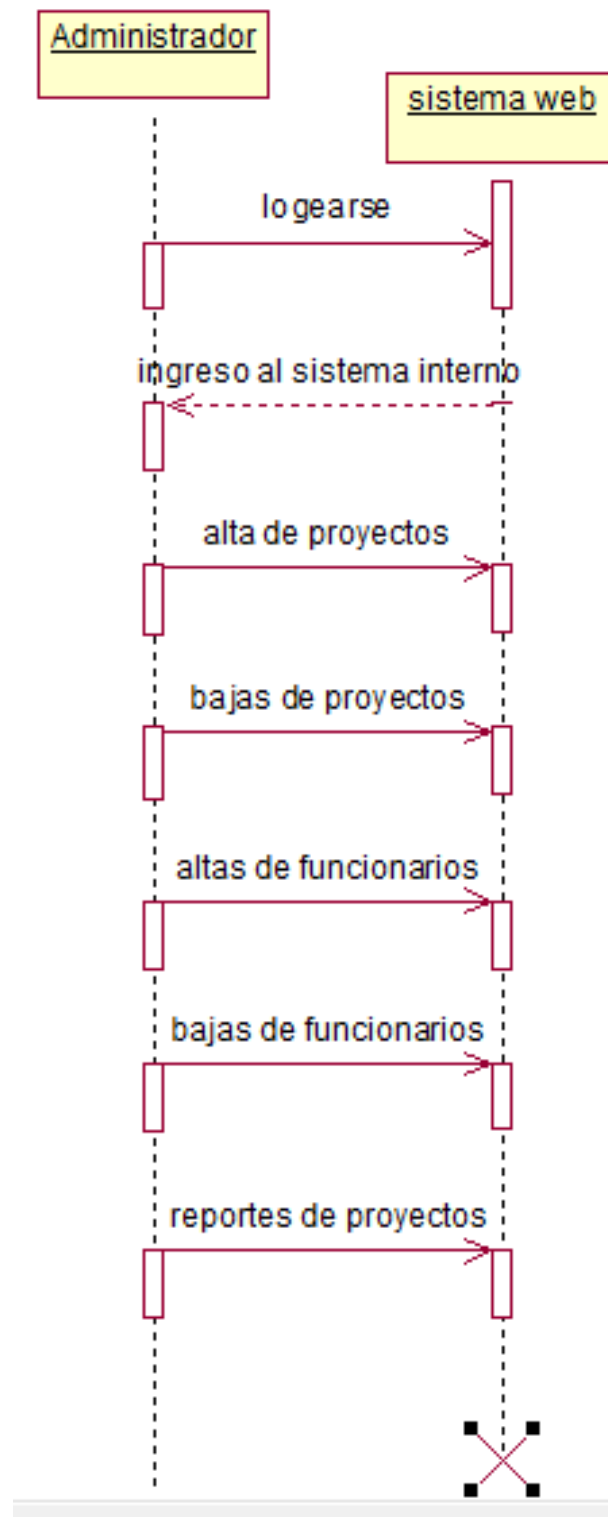 Administrador
sistema web
logearse
ingreso al sistema interno
alta de proyectos
bajas de proyectos
altas de funcionarios
bajas de funcionarios
reportes de proyectos